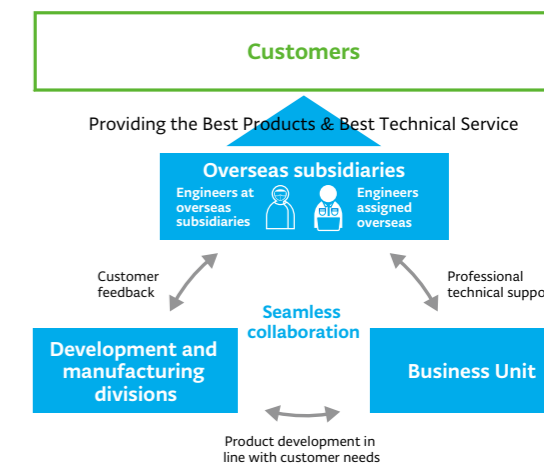 Customers
Providing the Best Products & Best Technical Service
Overseas subsidiaries
Engineers at
overseas
subsidiaries
Engineers
assigned
overseas
Customer
feedback
Professional
technical suppo
Seamless
collaboration
Development and
manufacturing
divisions
Business Unit
Product development in
line with customer needs